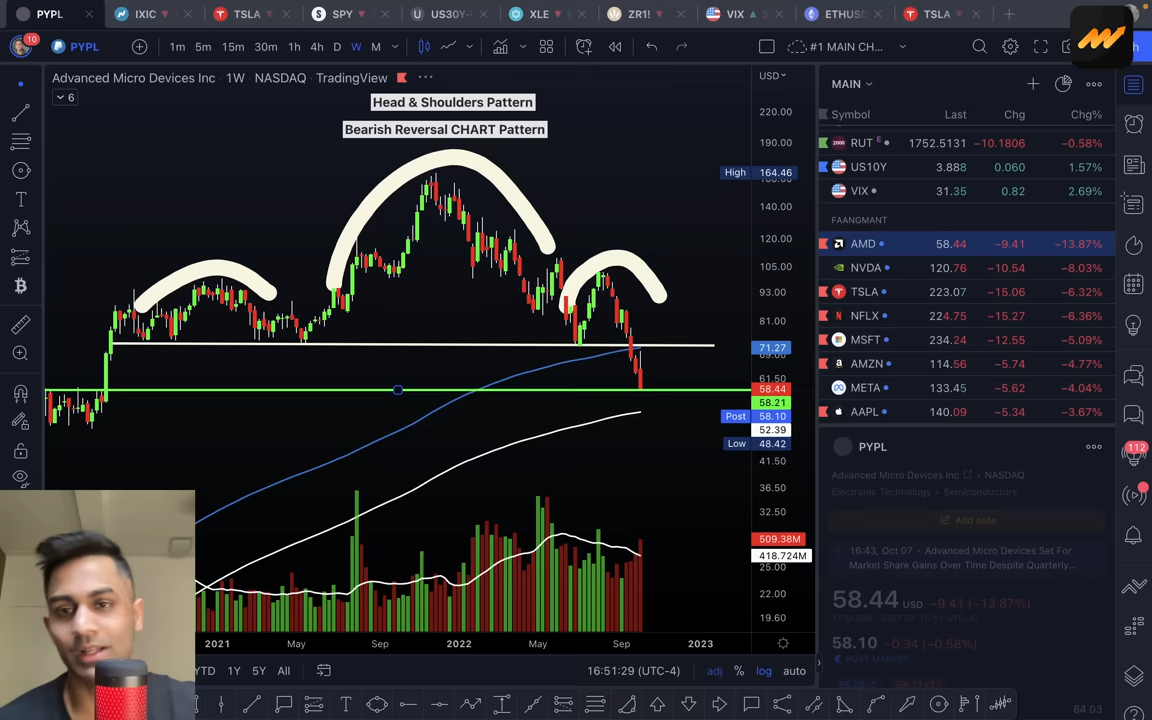 PYPL IXIC TSLA SPY US30Y XLE ZR1! VIX ETHUSD TSLA
10 PYPL 1m 5m 15m 30m 1h 4h D W M #1 MAIN CH...
Advanced Micro Devices Inc · 1W · NASDAQ TradingView
6
Head & Shoulders Pattern
Bearish Reversal CHART Pattern
USD
220.00
190.00
High 164.46
140.00
120.00
105.00
93.00
81.00
71.27
61.50
58.44
58.21
Post 58.10
52.39
Low 48.42
41.50
36.50
32.50
509.38M
418.724M
25.00
22.00
19.60
2021 May Sep 2022 May Sep 2023
YTD 1Y 5Y All
16:51:29 (UTC-4) adj % log auto
MAIN
Symbol Last Chg Chg%
RUT E 1752.5131 −10.1806 −0.58%
US10Y 3.888 0.060 1.57%
VIX 31.35 0.82 2.69%
FAANGMANT
AMD 58.44 −9.41 −13.87%
NVDA 120.76 −10.54 −8.03%
TSLA 223.07 −15.06 −6.32%
NFLX 224.75 −15.27 −6.36%
MSFT 234.24 −12.55 −5.09%
AMZN 114.56 −5.74 −4.77%
META 133.45 −5.62 −4.04%
AAPL 140.09 −5.34 −3.67%
PYPL
Advanced Micro Devices Inc · NASDAQ
Electronic Technology • Semiconductors
Add note
16:43, Oct 07 • Advanced Micro Devices Set For
Market Share Gains Over Time Despite Quarterly...
58.44 USD −9.41 (−13.87%)
58.10 −0.34 (−0.58%)
POST MARKET
64.03
112